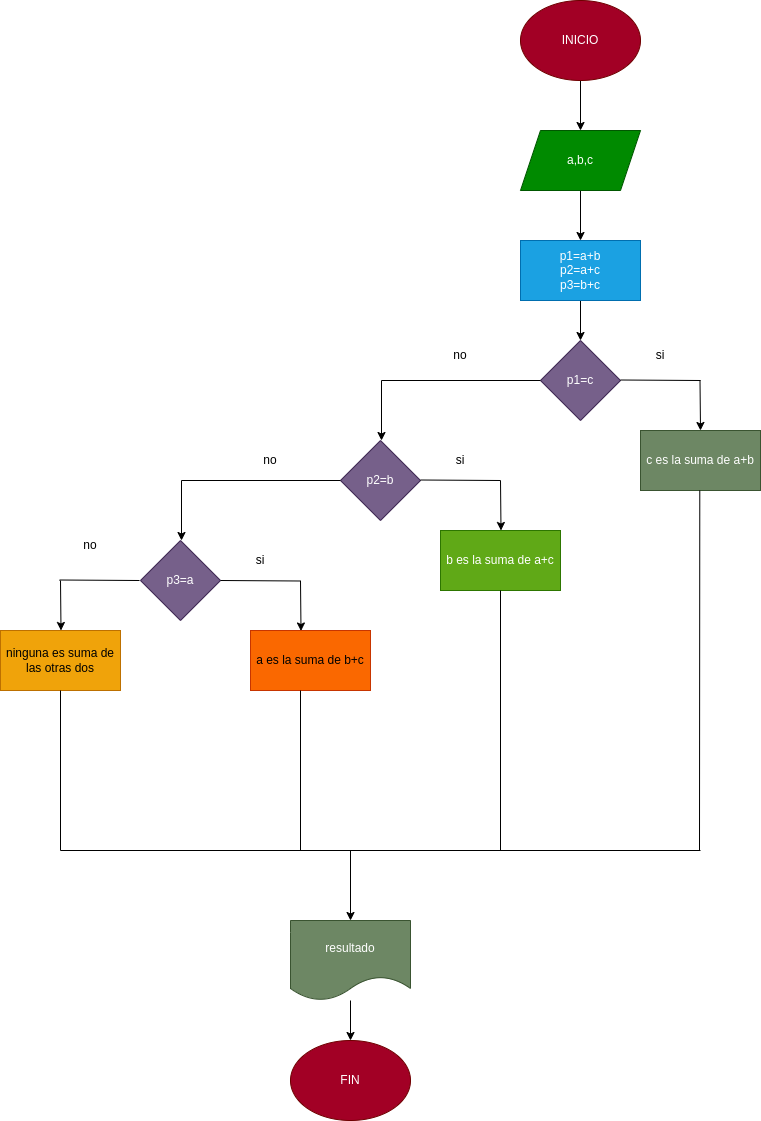 INICIO
a,b,c
p1=a+b
p2=a+c
p3=b+c
no
si
p1=c
no
si
c es la suma de a+b
p2=b
no
si
b es la suma de a+c
p3=a
ninguna es suma de
las otras dos
a es la suma de b+c
resultado
FIN